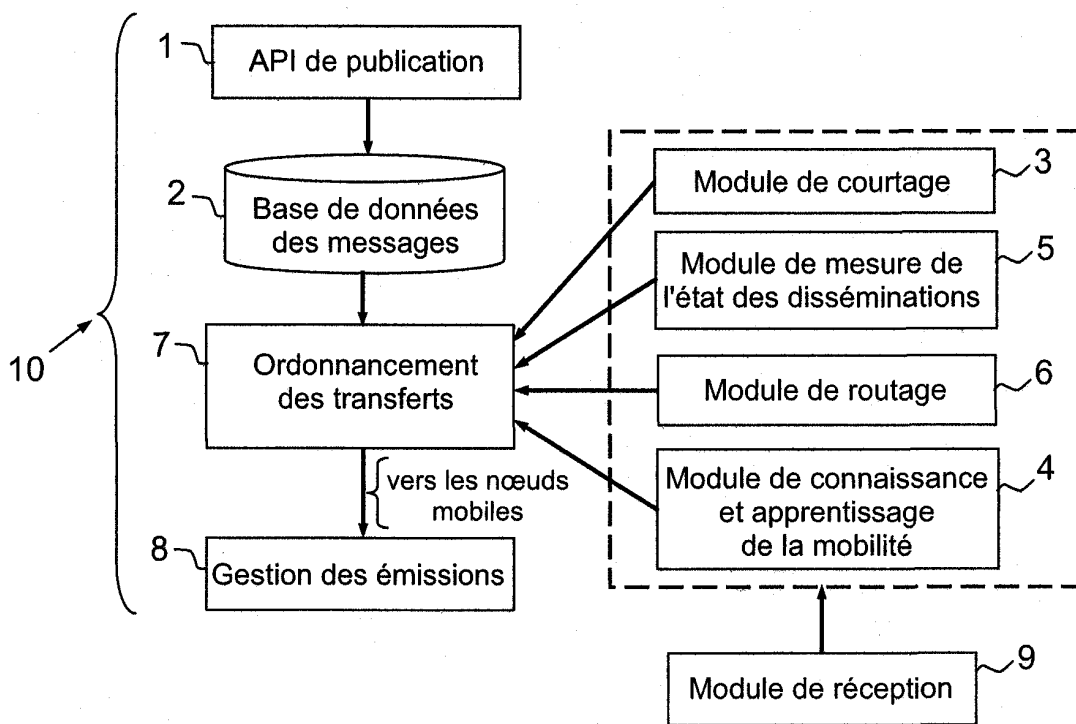 1
API de publication
2
Base de données
des messages
7
Ordonnancement
des transferts
vers les nœuds
mobiles
8
Gestion des émissions
10
Module de courtage
3
Module de mesure de
l'état des disséminations
5
Module de routage
6
Module de connaissance
et apprentissage
de la mobilité
4
Module de réception
9